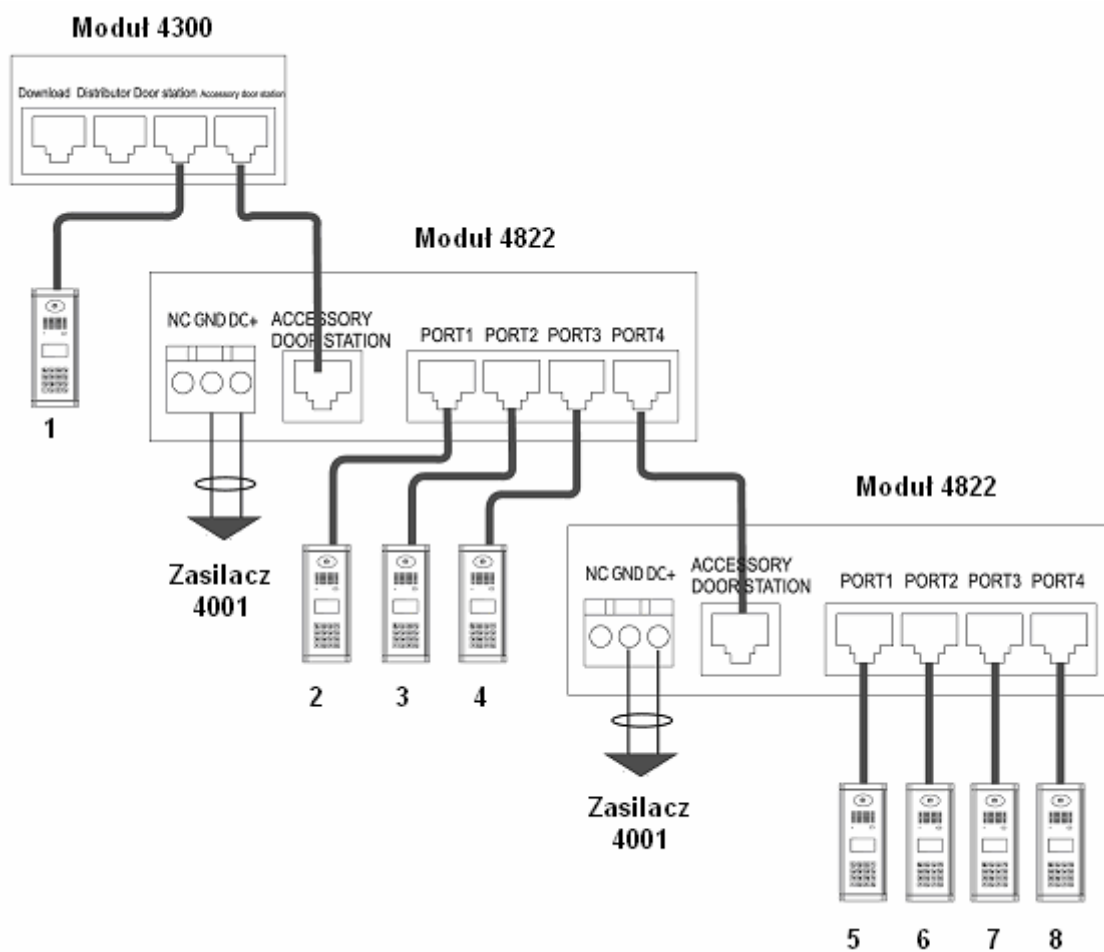 Moduł 4300
Download Distributor Door station Accessory door station
Moduł 4822
NC GND DC+ ACCESSORY DOOR STATION
PORT1 PORT2 PORT3 PORT4
1
Zasilacz
4001
2 3 4
Moduł 4822
NC GND DC+ ACCESSORY DOOR STATION
PORT1 PORT2 PORT3 PORT4
Zasilacz
4001
5 6 7 8